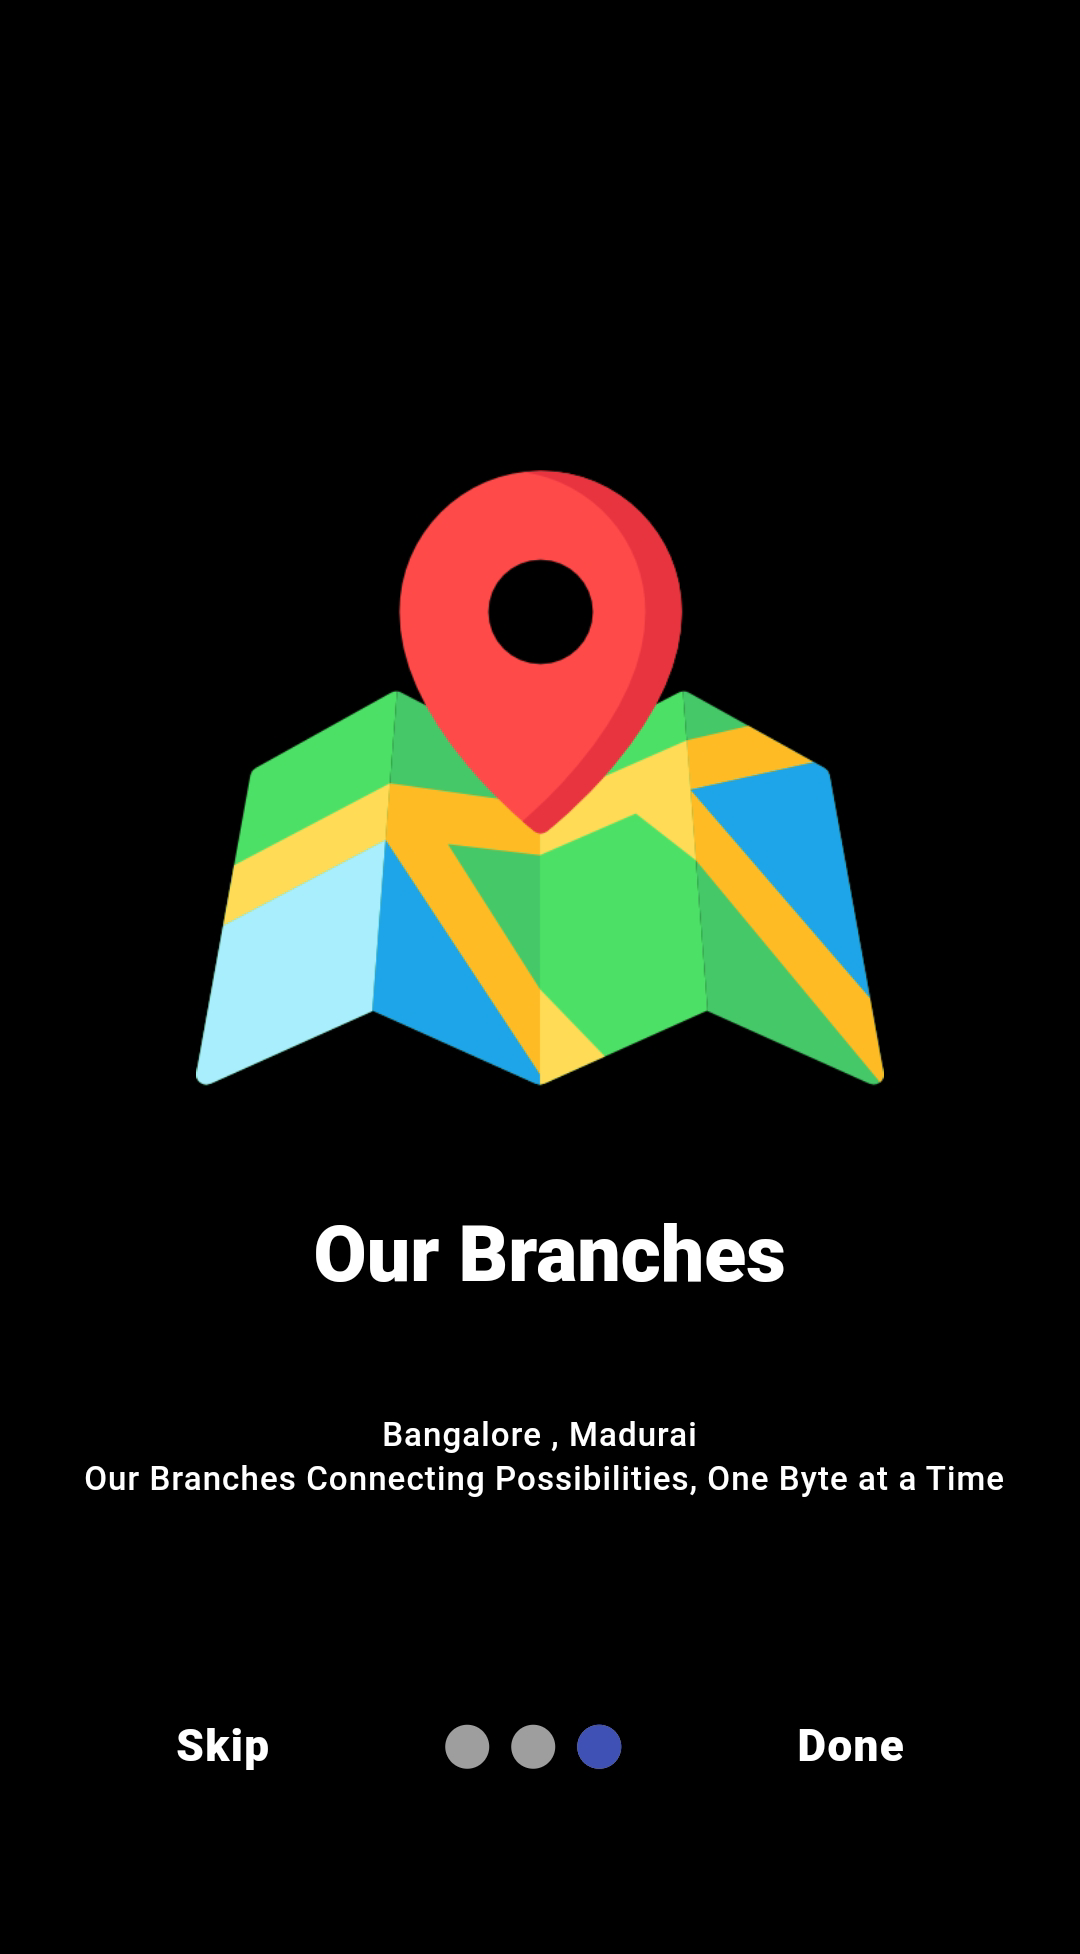 Our Branches
Bangalore , Madurai
Our Branches Connecting Possibilities, One Byte at a Time
Skip Done